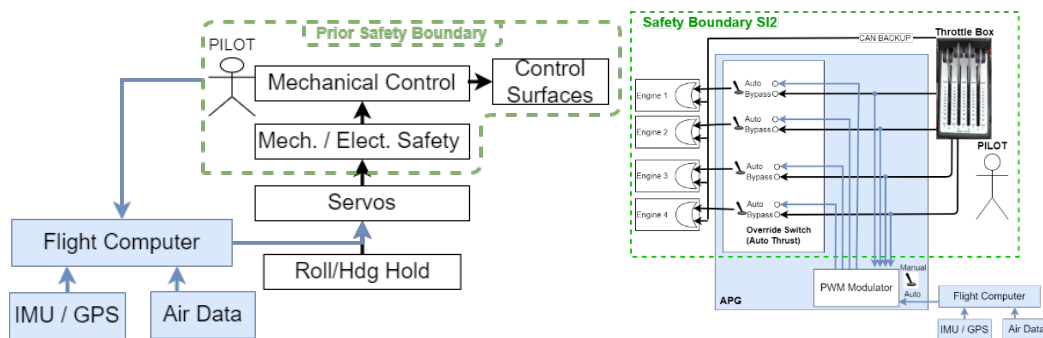 Prior Safety Boundary
PILOT
Mechanical Control
Control
Surfaces
Mech. / Elect. Safety
Servos
Flight Computer
Roll/Hdg Hold
IMU / GPS
Air Data
Safety Boundary SI2
CAN BACKUP
Throttle Box
Engine 1
Auto
Bypass
Engine 2
Auto
Bypass
Engine 3
Auto
Bypass
Engine 4
Auto
Bypass
PILOT
Override Switch
(Auto Thrust)
PWM Modulator
Manual
Auto
APG
Flight Computer
IMU / GPS
Air Data